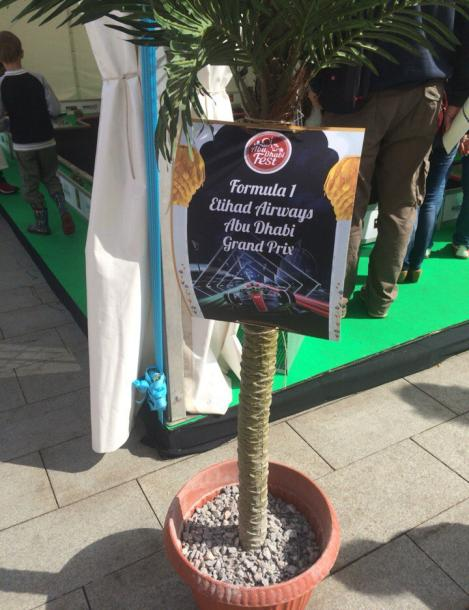 Abu Dhabi
Fest
Formula 1
Etihad Airways
Abu Dhabi
Grand Prix